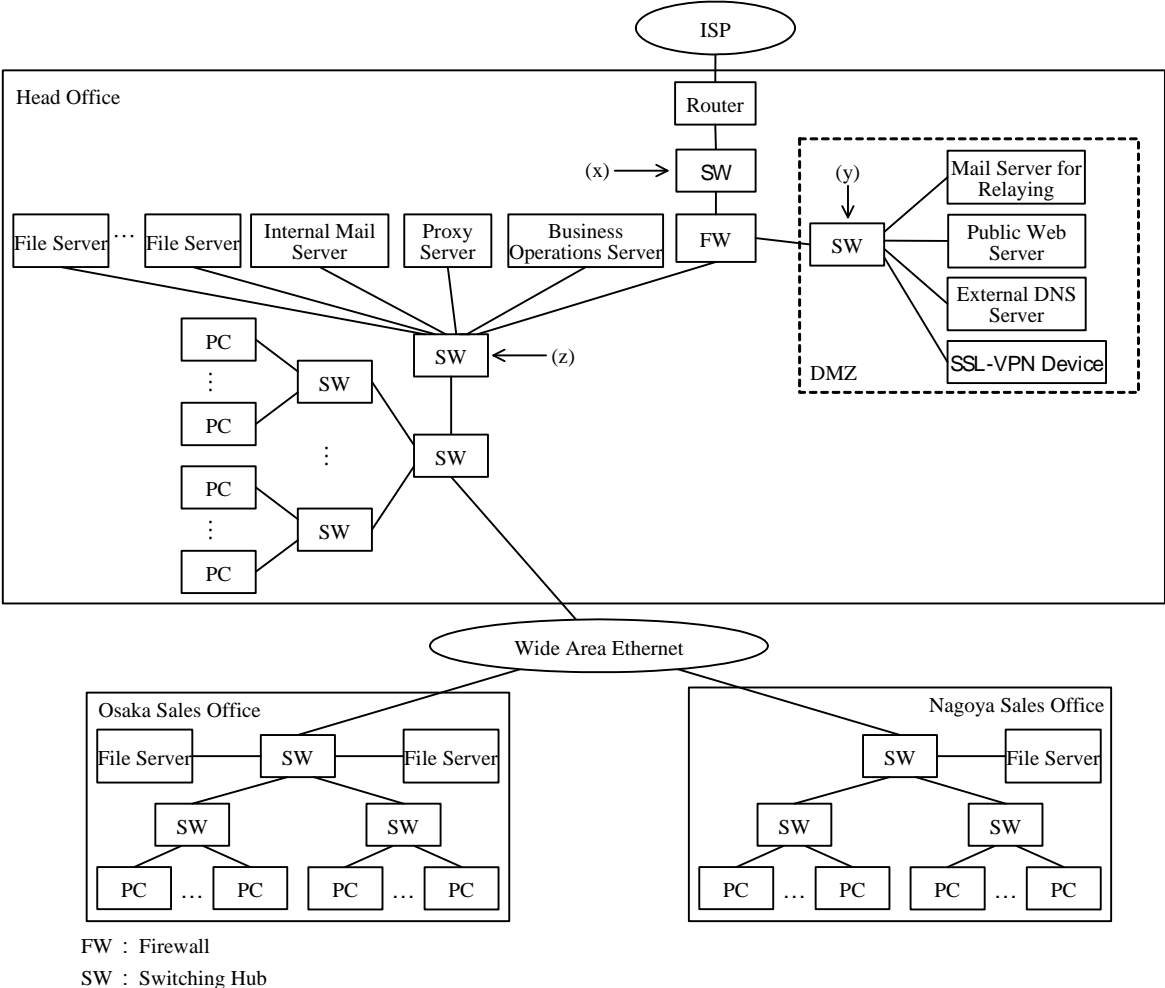 ISP
Head Office
Router
(x)
SW
(y)
Mail Server for
Relaying
File Server
…
File Server
Internal Mail
Server
Proxy
Server
Business
Operations Server
FW
SW
Public Web
Server
External DNS
Server
SSL-VPN Device
DMZ
SW
(z)
PC
⋮
PC
SW
⋮
SW
PC
⋮
PC
SW
Wide Area Ethernet
Osaka Sales Office
File Server
SW
File Server
SW
SW
PC
…
PC
PC
…
PC
Nagoya Sales Office
SW
File Server
SW
SW
PC
…
PC
PC
…
PC
FW : Firewall
SW : Switching Hub